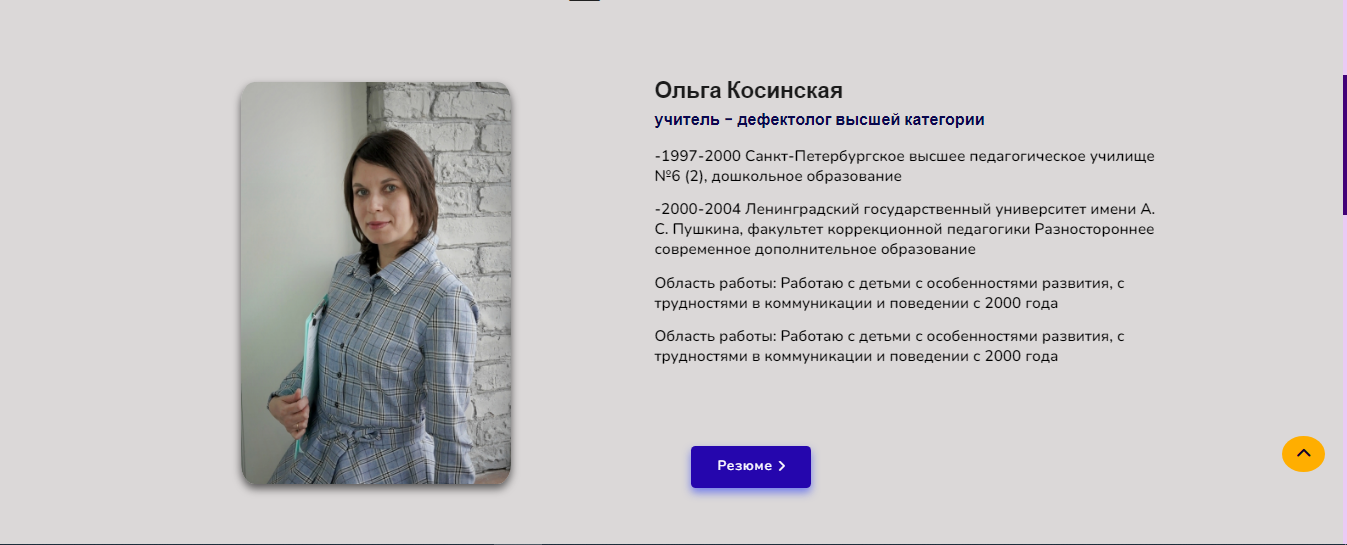 Ольга Косинская
учитель - дефектолог высшей категории
-1997-2000 Санкт-Петербургское высшее педагогическое училище
№6 (2), дошкольное образование
-2000-2004 Ленинградский государственный университет имени А.
С. Пушкина, факультет коррекционной педагогики Разностороннее
современное дополнительное образование
Область работы: Работаю с детьми с особенностями развития, с
трудностями в коммуникации и поведении с 2000 года
Область работы: Работаю с детьми с особенностями развития, с
трудностями в коммуникации и поведении с 2000 года
Резюме